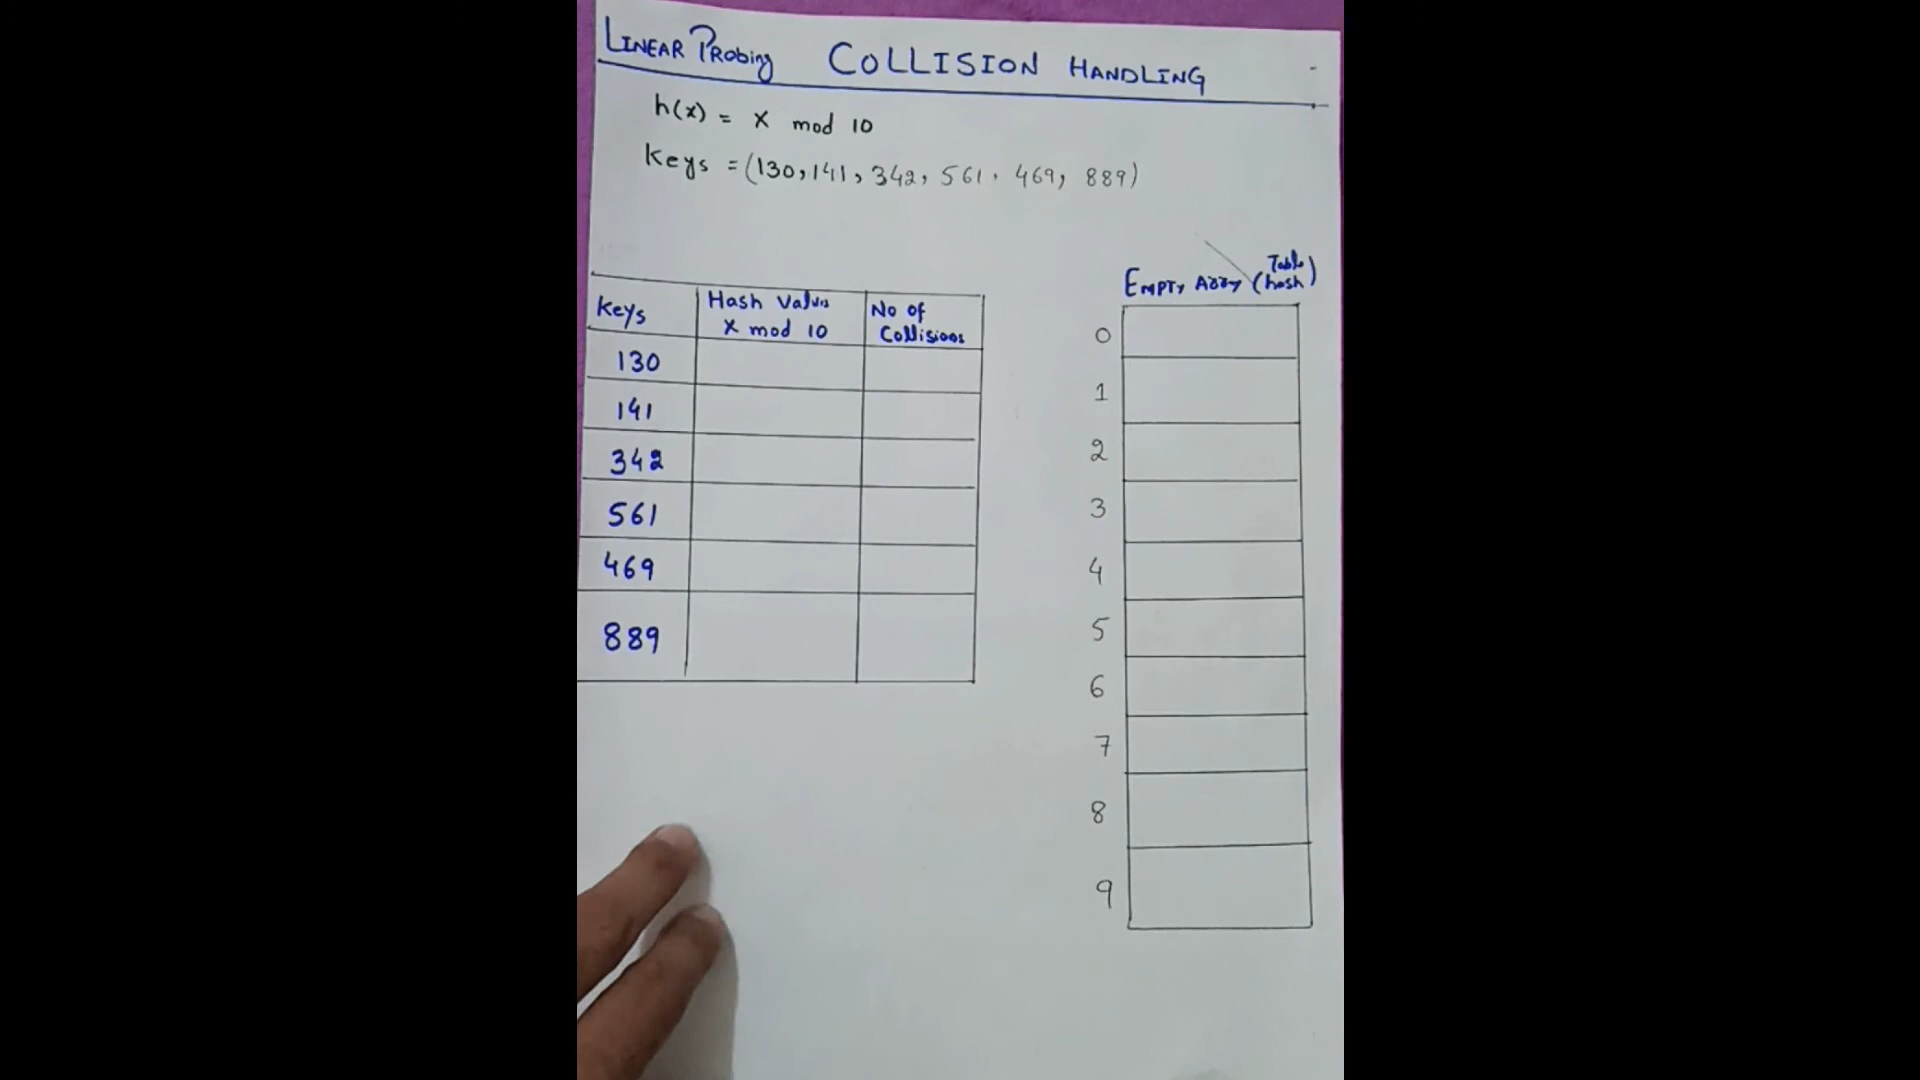 LINEAR Probing COLLISION HANDLING
h(x) = X mod 10
Keys = (130, 141, 342, 561, 469, 889)
Keys
Hash Values
X mod 10
No of
Collisions
130
141
342
561
469
889
Table
EMPTY Array (hash)
0
1
2
3
4
5
6
7
8
9